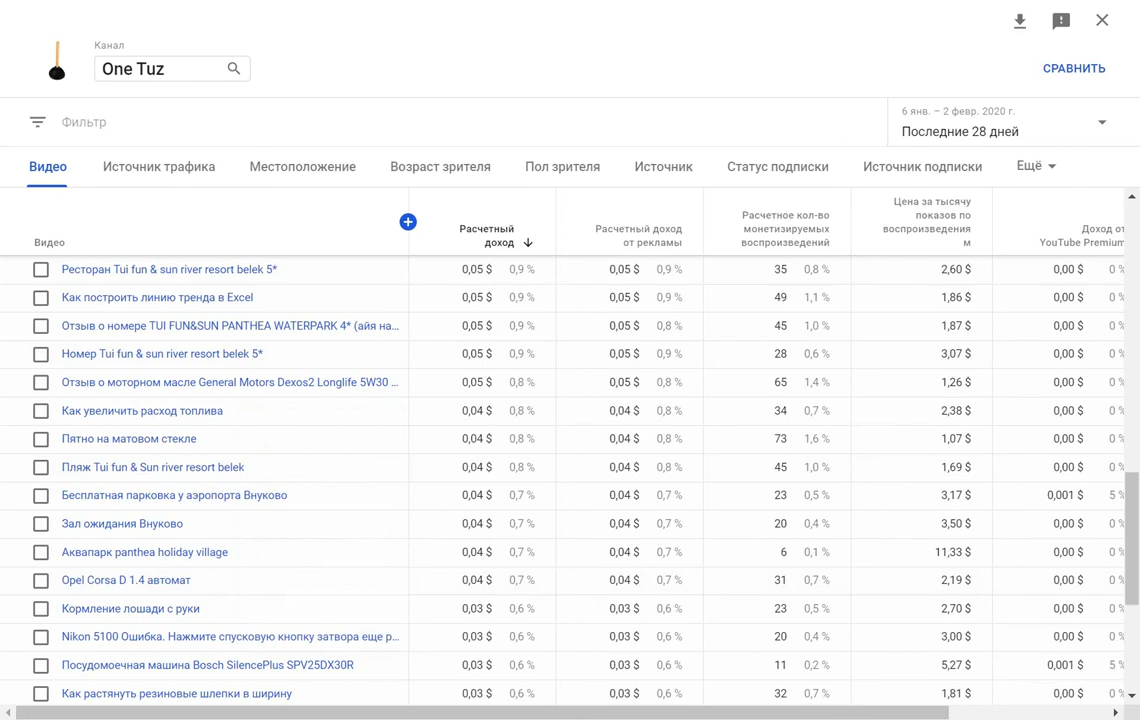 Канал
One Tuz
СРАВНИТЬ
Фильтр
6 янв. – 2 февр. 2020 г.
Последние 28 дней
Видео Источник трафика Местоположение Возраст зрителя Пол зрителя Источник Статус подписки Источник подписки Ещё
Видео
Расчетный
доход
Расчетный доход
от рекламы
Расчетное кол-во
монетизируемых
воспроизведений
Цена за тысячу
показов по
воспроизведения
м
Доход от
YouTube Premium
Ресторан Tui fun & sun river resort belek 5* 0,05 $ 0,9 % 0,05 $ 0,9 % 35 0,8 % 2,60 $ 0,00 $ 0 %
Как построить линию тренда в Excel 0,05 $ 0,9 % 0,05 $ 0,9 % 49 1,1 % 1,86 $ 0,00 $ 0 %
Отзыв о номере TUI FUN&SUN PANTHEA WATERPARK 4* (айя на... 0,05 $ 0,9 % 0,05 $ 0,8 % 45 1,0 % 1,87 $ 0,00 $ 0 %
Номер Tui fun & sun river resort belek 5* 0,05 $ 0,9 % 0,05 $ 0,9 % 28 0,6 % 3,07 $ 0,00 $ 0 %
Отзыв о моторном масле General Motors Dexos2 Longlife 5W30 ... 0,05 $ 0,8 % 0,05 $ 0,8 % 65 1,4 % 1,26 $ 0,00 $ 0 %
Как увеличить расход топлива 0,04 $ 0,8 % 0,04 $ 0,8 % 34 0,7 % 2,38 $ 0,00 $ 0 %
Пятно на матовом стекле 0,04 $ 0,8 % 0,04 $ 0,8 % 73 1,6 % 1,07 $ 0,00 $ 0 %
Пляж Tui fun & Sun river resort belek 0,04 $ 0,8 % 0,04 $ 0,8 % 45 1,0 % 1,69 $ 0,00 $ 0 %
Бесплатная парковка у аэропорта Внуково 0,04 $ 0,7 % 0,04 $ 0,7 % 23 0,5 % 3,17 $ 0,001 $ 5 %
Зал ожидания Внуково 0,04 $ 0,7 % 0,04 $ 0,7 % 20 0,4 % 3,50 $ 0,00 $ 0 %
Аквапарк panthea holiday village 0,04 $ 0,7 % 0,04 $ 0,7 % 6 0,1 % 11,33 $ 0,00 $ 0 %
Opel Corsa D 1.4 автомат 0,04 $ 0,7 % 0,04 $ 0,7 % 31 0,7 % 2,19 $ 0,00 $ 0 %
Кормление лошади с руки 0,03 $ 0,6 % 0,03 $ 0,6 % 23 0,5 % 2,70 $ 0,00 $ 0 %
Nikon 5100 Ошибка. Нажмите спусковую кнопку затвора еще р... 0,03 $ 0,6 % 0,03 $ 0,6 % 20 0,4 % 3,00 $ 0,00 $ 0 %
Посудомоечная машина Bosch SilencePlus SPV25DX30R 0,03 $ 0,6 % 0,03 $ 0,6 % 11 0,2 % 5,27 $ 0,001 $ 5 %
Как растянуть резиновые шлепки в ширину 0,03 $ 0,6 % 0,03 $ 0,6 % 32 0,7 % 1,81 $ 0,00 $ 0 %